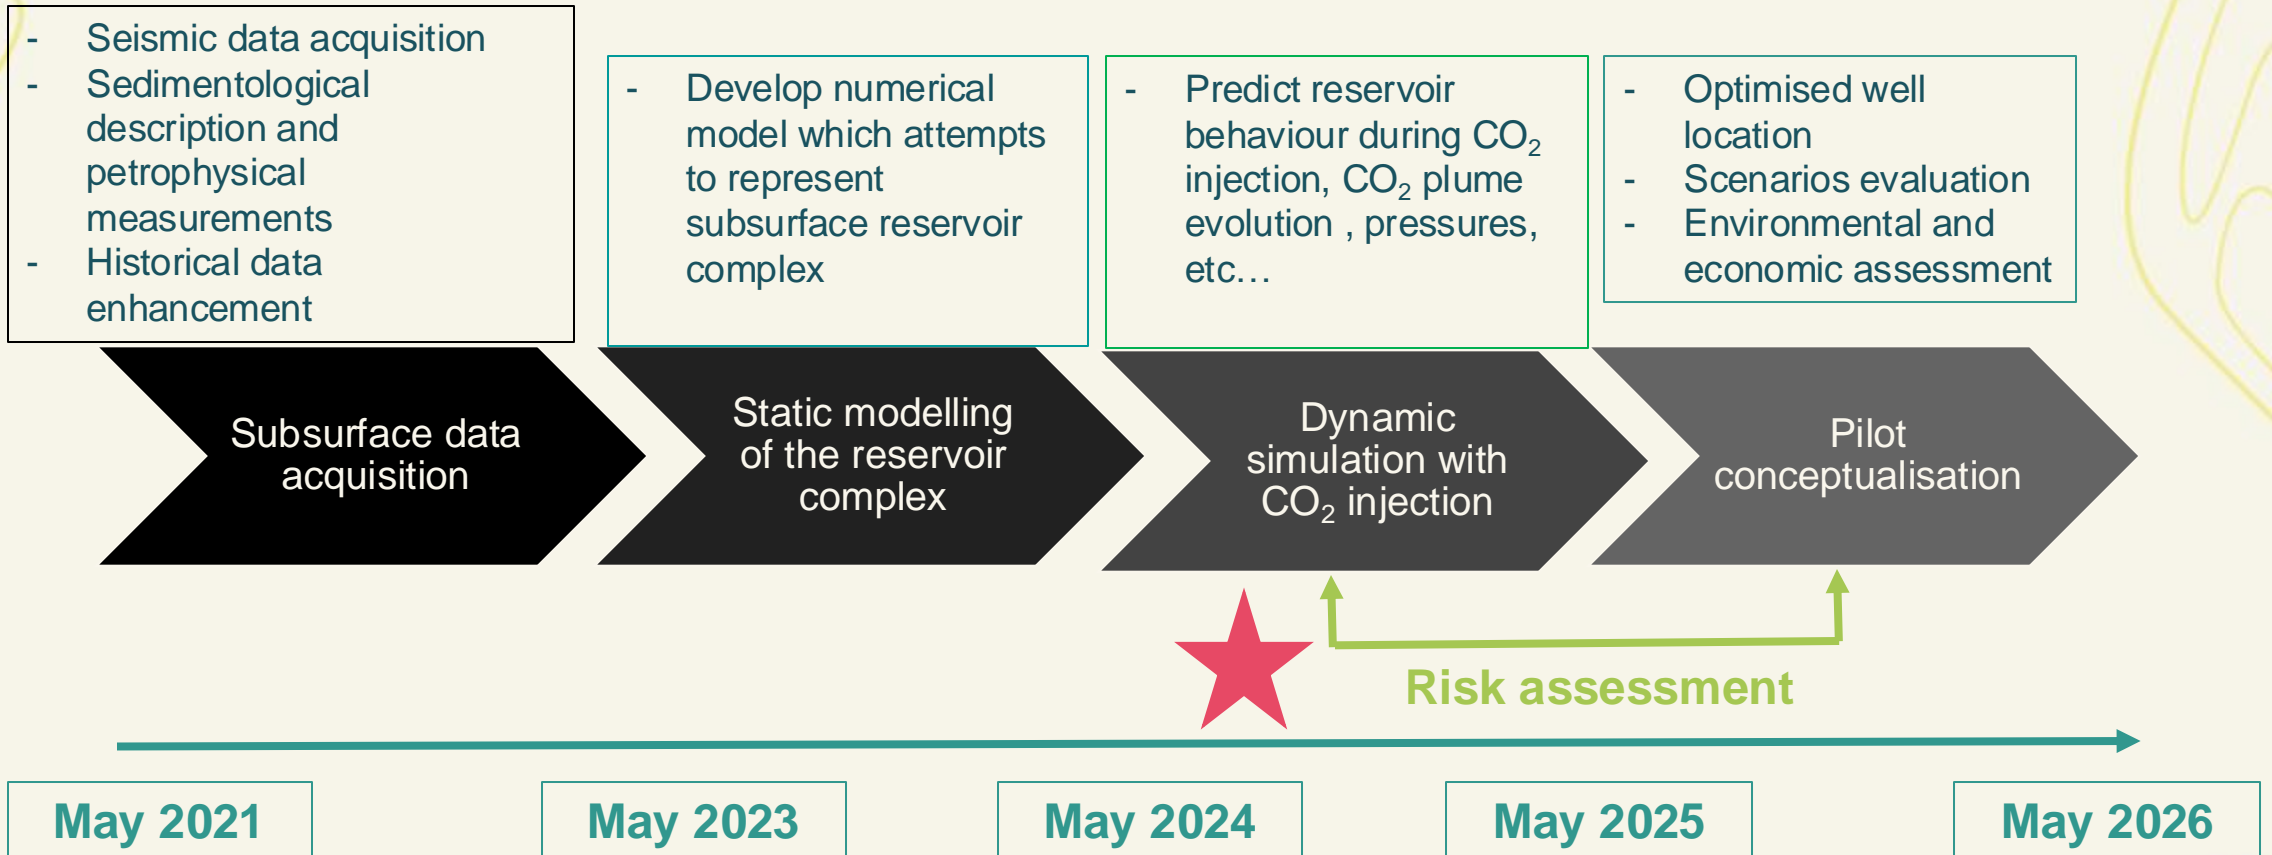 - Seismic data acquisition
- Sedimentological
description and
petrophysical
measurements
- Historical data
enhancement
- Develop numerical
model which attempts
to represent
subsurface reservoir
complex
- Predict reservoir
behaviour during CO₂
injection, CO₂ plume
evolution , pressures,
etc…
- Optimised well
location
- Scenarios evaluation
- Environmental and
economic assessment
Subsurface data
acquisition
Static modelling
of the reservoir
complex
Dynamic
simulation with
CO₂ injection
Pilot
conceptualisation
Risk assessment
May 2021
May 2023
May 2024
May 2025
May 2026